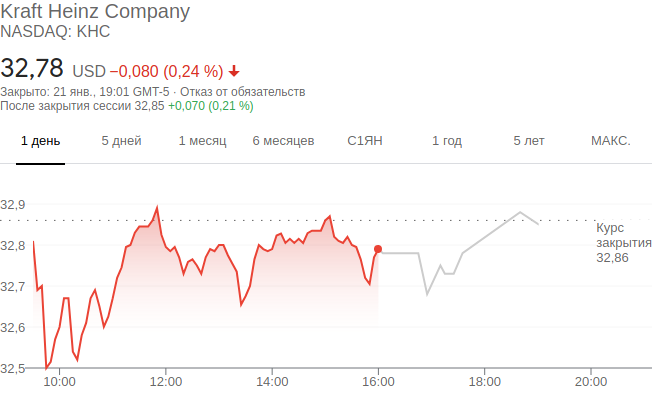 Kraft Heinz Company
NASDAQ: KHC
32,78 USD −0,080 (0,24 %)
Закрыто: 21 янв., 19:01 GMT-5 · Отказ от обязательств
После закрытия сессии 32,85 +0,070 (0,21 %)
1 день 5 дней 1 месяц 6 месяцев С1ЯН 1 год 5 лет МАКС.
32,9
Курс
закрытия
32,86
32,8
32,7
32,6
32,5
10:00 12:00 14:00 16:00 18:00 20:00